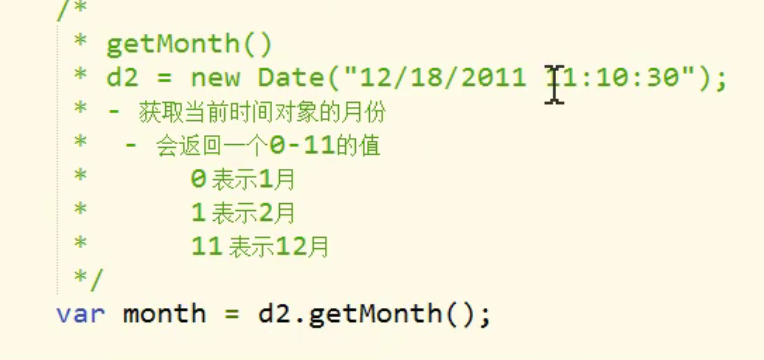 /*
* getMonth()
* d2 = new Date("12/18/2011 11:10:30");
* - 获取当前时间对象的月份
* - 会返回一个0-11的值
* 0表示1月
* 1表示2月
* 11表示12月
*/
var month = d2.getMonth();